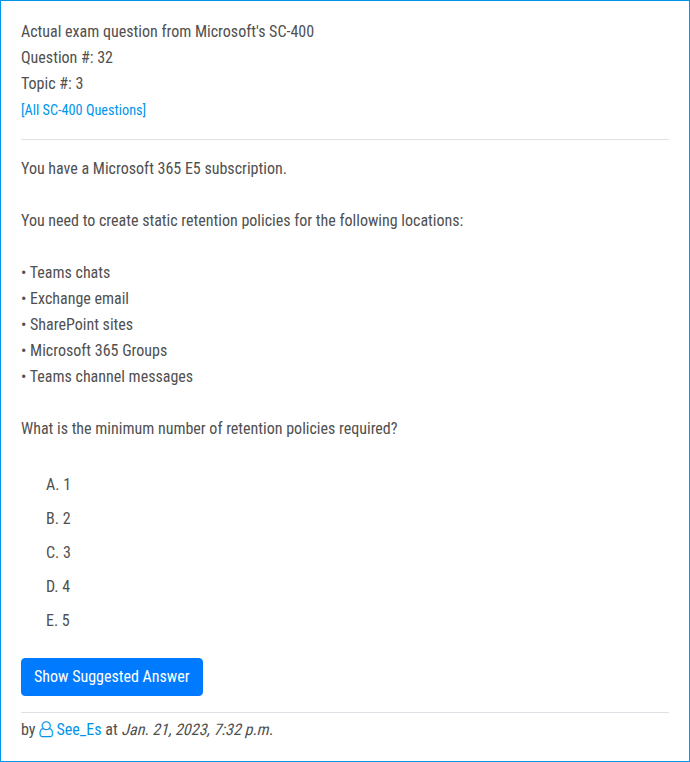 Actual exam question from Microsoft's SC-400
Question #: 32
Topic #: 3
[All SC-400 Questions]
You have a Microsoft 365 E5 subscription.
You need to create static retention policies for the following locations:
• Teams chats
• Exchange email
• SharePoint sites
• Microsoft 365 Groups
• Teams channel messages
What is the minimum number of retention policies required?
A. 1
B. 2
C. 3
D. 4
E. 5
Show Suggested Answer
by See_Es at Jan. 21, 2023, 7:32 p.m.